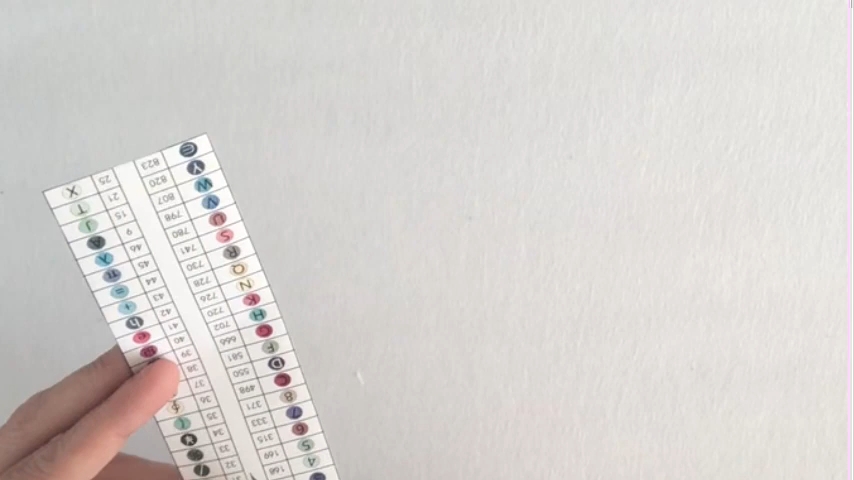 4 168
5 169
6 315
7 333
8 371
C 498
D 550
F 581
G 666
H 702
K 720
N 726
Q 728
R 730
S 741
U 780
V 798
W 807
Y 820
823
32 /
33
34 *
35 (
36
37
38
39
40
41 e
42 h
43 +
44 =
45 π
46 λ
9 A
15 J
21 T
25 X